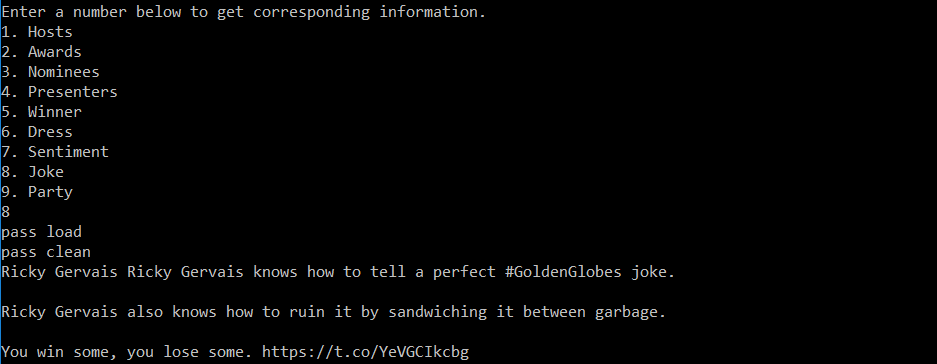 Enter a number below to get corresponding information.
1. Hosts
2. Awards
3. Nominees
4. Presenters
5. Winner
6. Dress
7. Sentiment
8. Joke
9. Party
8
pass load
pass clean
Ricky Gervais Ricky Gervais knows how to tell a perfect #GoldenGlobes joke.
Ricky Gervais also knows how to ruin it by sandwiching it between garbage.
You win some, you lose some. https://t.co/YeVGCIkcbg